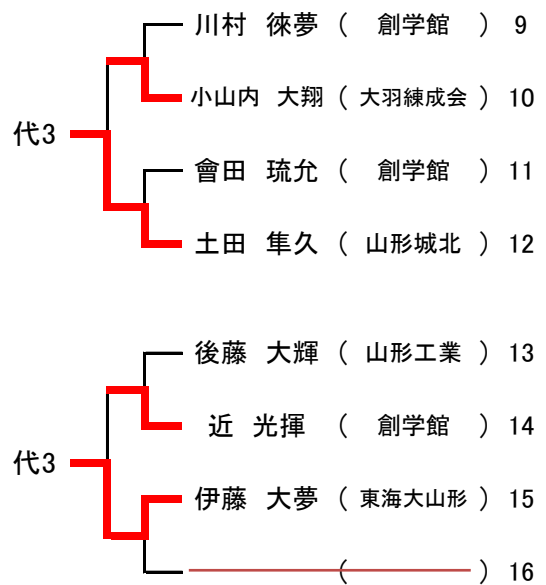 川村 徠夢 ( 創学館 ) 9
小山内 大翔 ( 大羽練成会 ) 10
代3
會田 琉允 ( 創学館 ) 11
土田 隼久 ( 山形城北 ) 12
後藤 大輝 ( 山形工業 ) 13
近 光揮 ( 創学館 ) 14
代3
伊藤 大夢 ( 東海大山形 ) 15
( ) 16